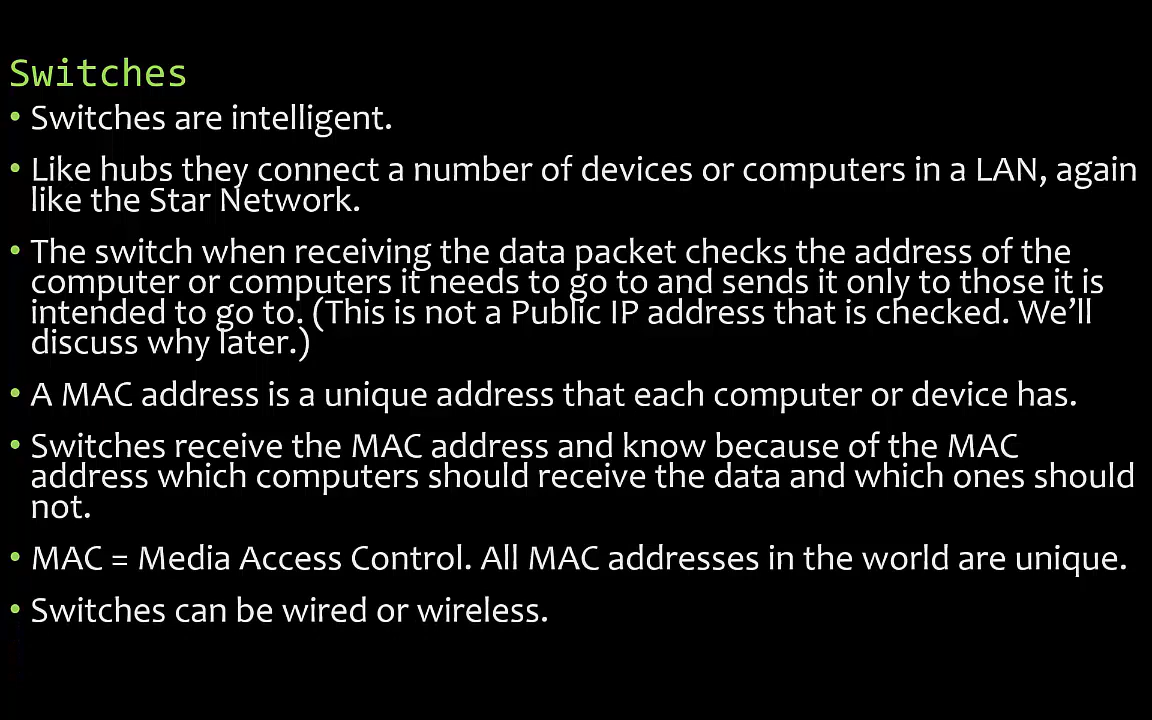 Switches
• Switches are intelligent.
• Like hubs they connect a number of devices or computers in a LAN, again
like the Star Network.
• The switch when receiving the data packet checks the address of the
computer or computers it needs to go to and sends it only to those it is
intended to go to. (This is not a Public IP address that is checked. We’ll
discuss why later.)
• A MAC address is a unique address that each computer or device has.
• Switches receive the MAC address and know because of the MAC
address which computers should receive the data and which ones should
not.
• MAC = Media Access Control. All MAC addresses in the world are unique.
• Switches can be wired or wireless.